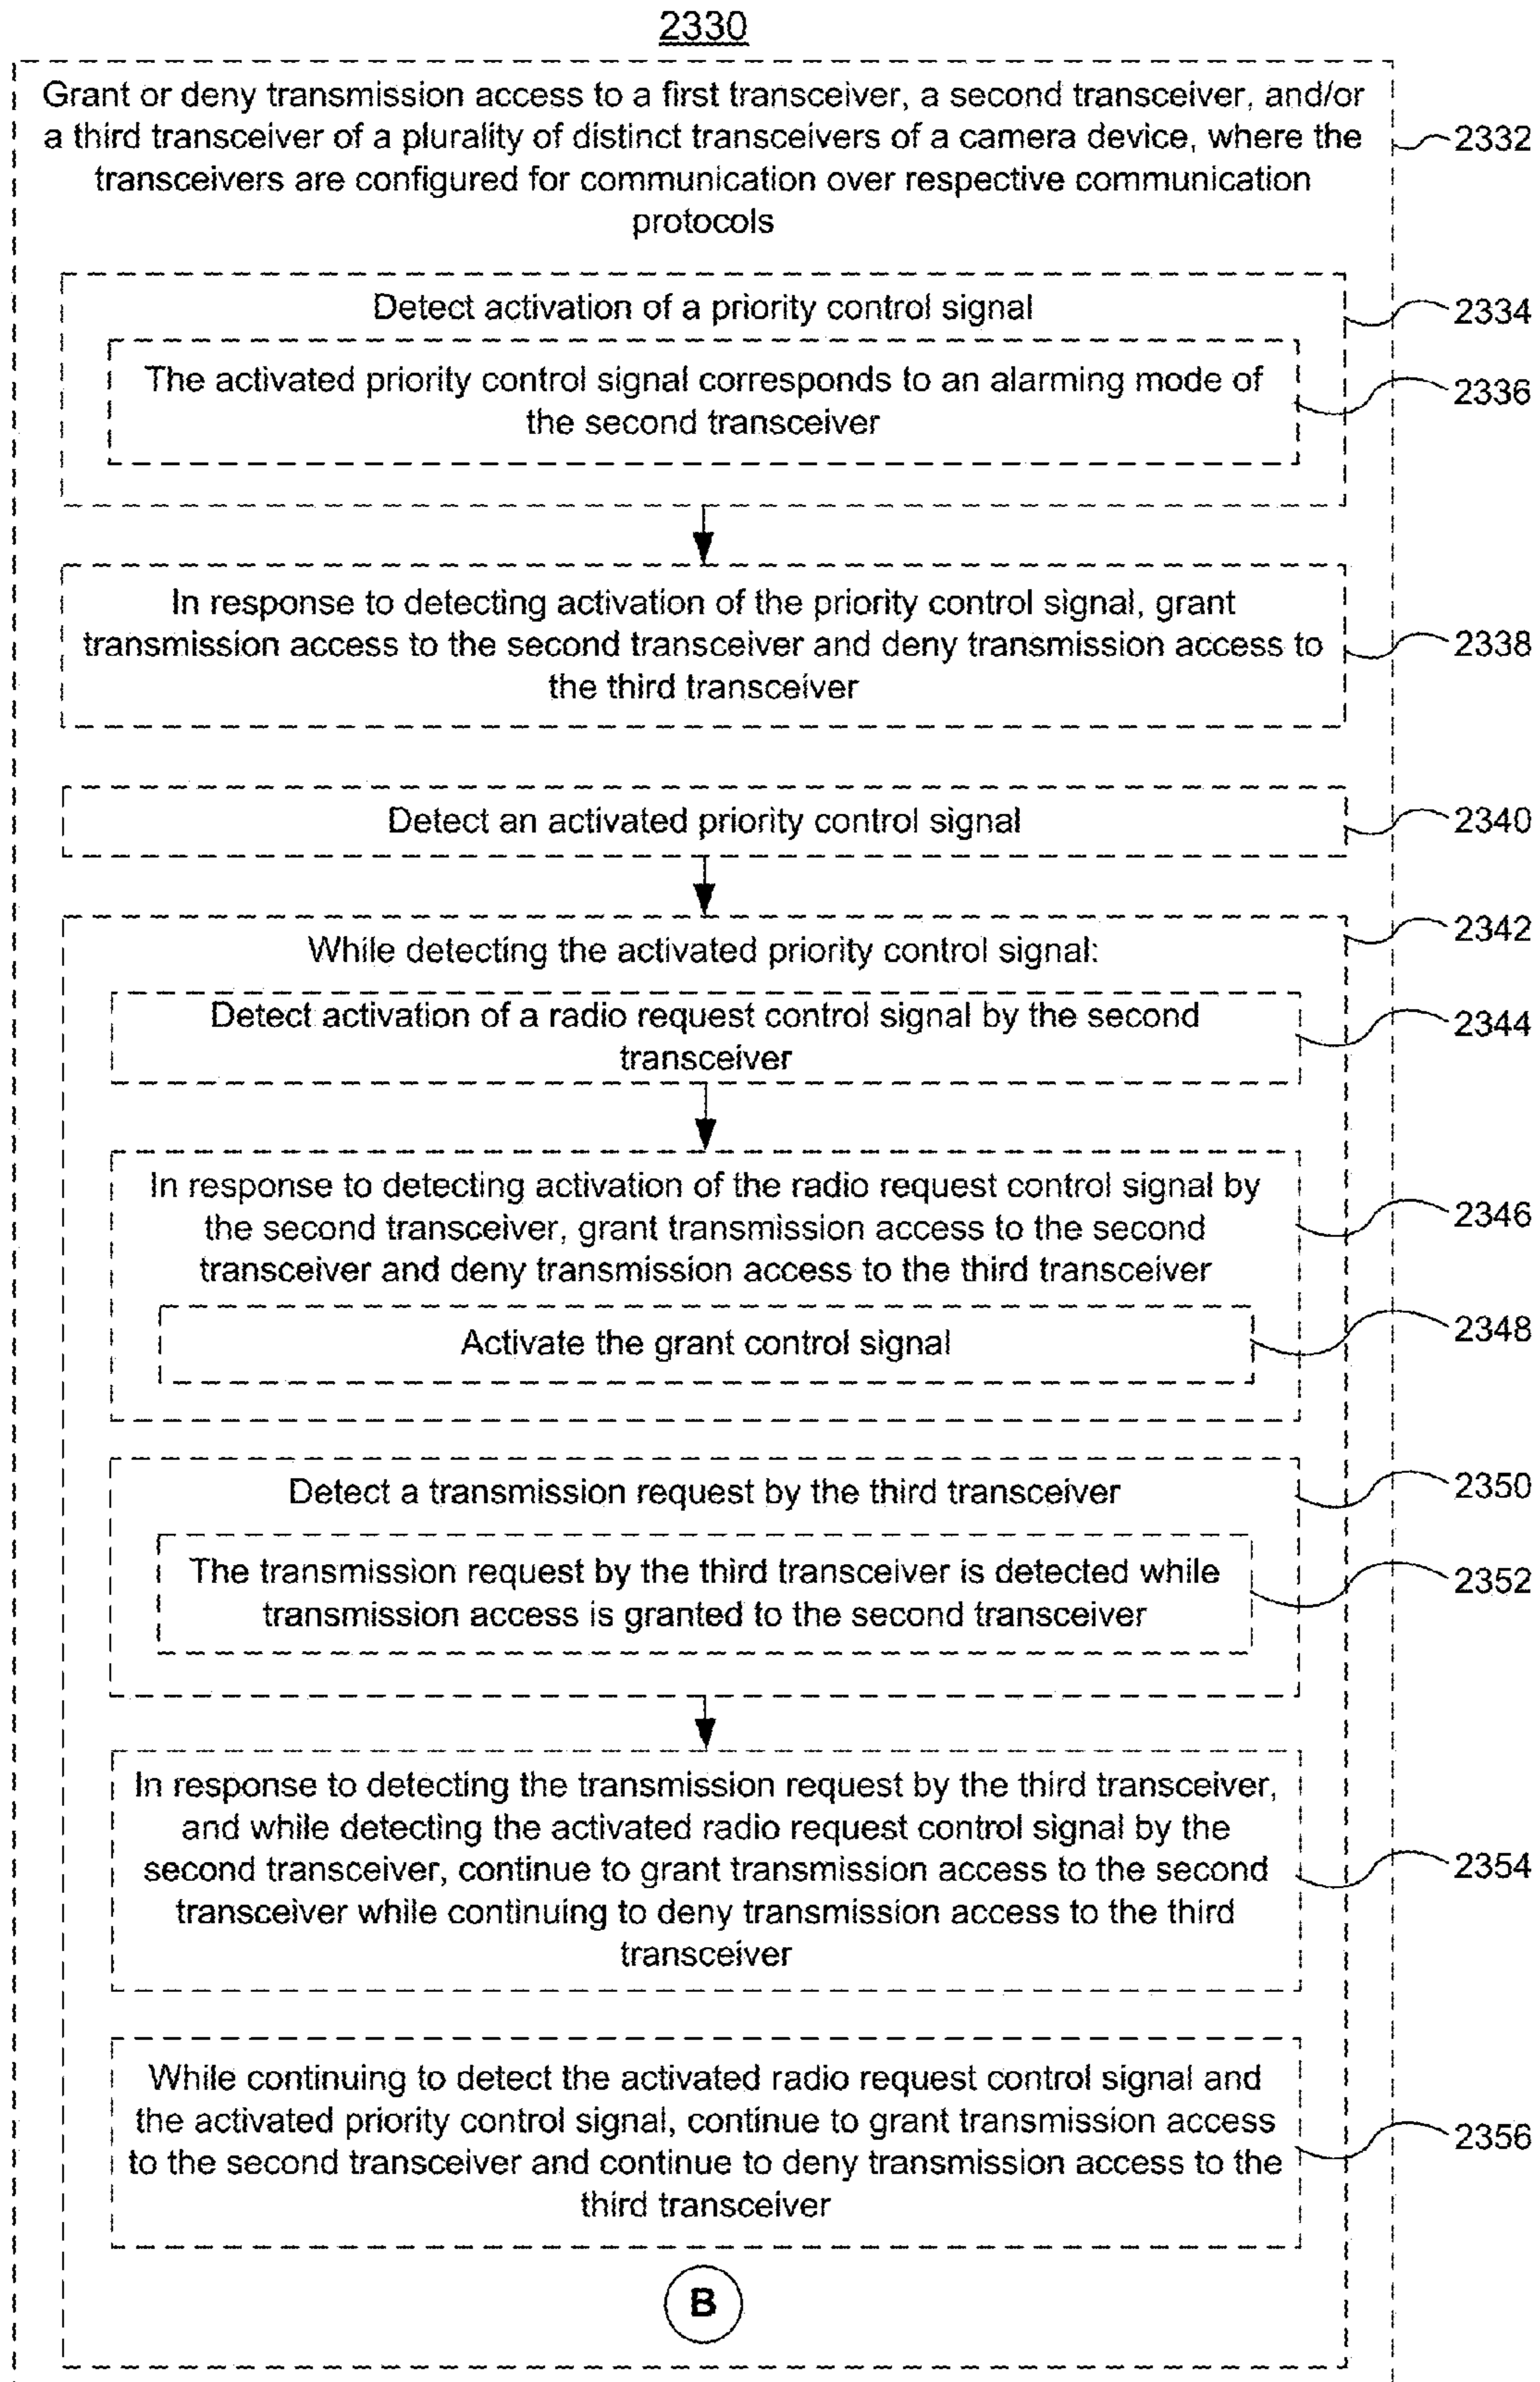 2330
Grant or deny transmission access to a first transceiver, a second transceiver, and/or
a third transceiver of a plurality of distinct transceivers of a camera device, where the
transceivers are configured for communication over respective communication
protocols
2332
Detect activation of a priority control signal
2334
The activated priority control signal corresponds to an alarming mode of
the second transceiver
2336
In response to detecting activation of the priority control signal, grant
transmission access to the second transceiver and deny transmission access to
the third transceiver
2338
Detect an activated priority control signal
2340
While detecting the activated priority control signal:
2342
Detect activation of a radio request control signal by the second
transceiver
2344
In response to detecting activation of the radio request control signal by
the second transceiver, grant transmission access to the second
transceiver and deny transmission access to the third transceiver
2346
Activate the grant control signal
2348
Detect a transmission request by the third transceiver
2350
The transmission request by the third transceiver is detected while
transmission access is granted to the second transceiver
2352
In response to detecting the transmission request by the third transceiver,
and while detecting the activated radio request control signal by the
second transceiver, continue to grant transmission access to the second
transceiver while continuing to deny transmission access to the third
transceiver
2354
While continuing to detect the activated radio request control signal and
the activated priority control signal, continue to grant transmission access
to the second transceiver and continue to deny transmission access to the
third transceiver
2356
B